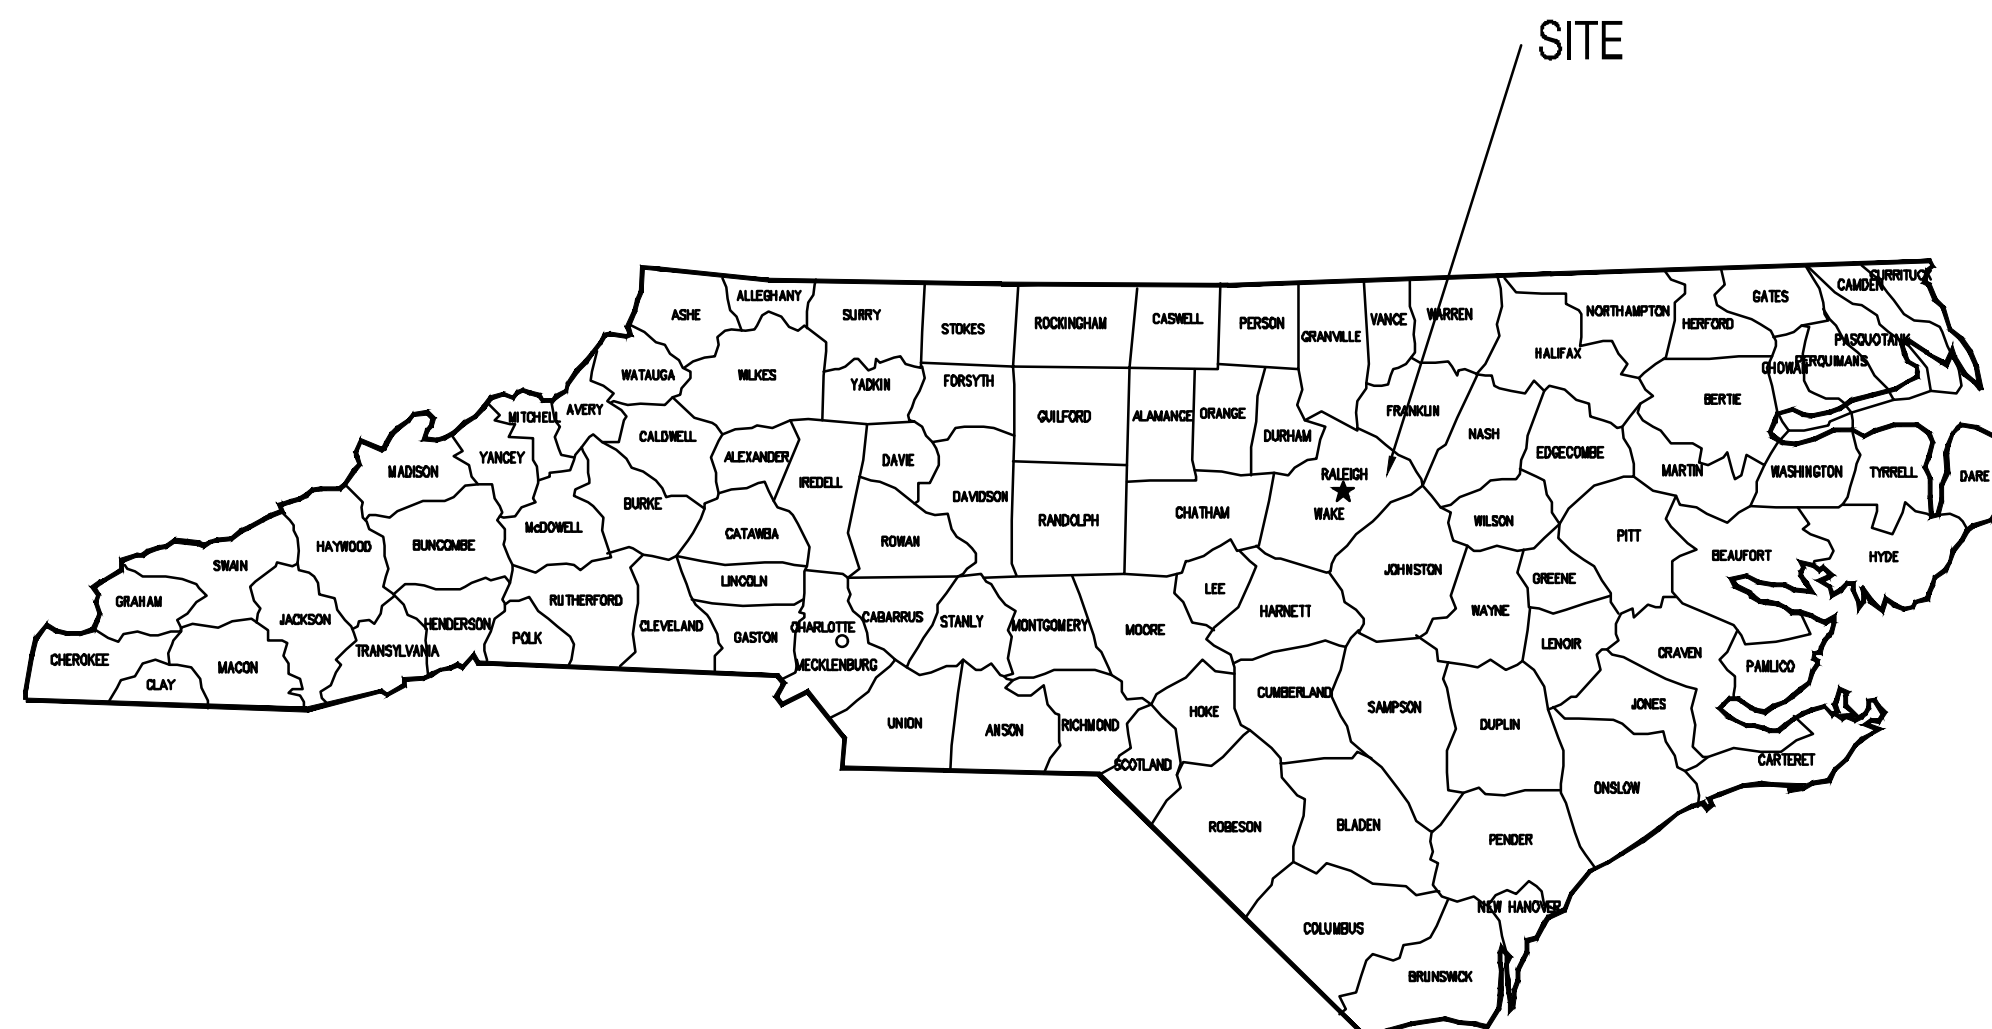 SITE
CURRITUCK
CAMDEN
ALLEGHANY
GATES
ASHE
SURRY
NORTHAMPTON
WARREN
VANCE
CASWELL
ROCKINGHAM
PERSON
HERFORD
STOKES
GRANVILLE
PASQUOTANK
HALIFAX
PERQUIMANS
CHOWAN
WATAUGA
WILKES
FORSYTH
YADKIN
BERTIE
AVERY
FRANKLIN
MITCHELL
GUILFORD
ALAMANCE
ORANGE
CALDWELL
DURHAM
NASH
EDGECOMBE
YANCEY
ALEXANDER
DAVIE
MADISON
RALEIGH
MARTIN
WASHINGTON
TYRRELL
DARE
IREDELL
DAVIDSON
BURKE
CHATHAM
WAKE
RANDOLPH
WILSON
McDOWELL
CATAWBA
PITT
ROWAN
HAYWOOD
BUNCOMBE
BEAUFORT
HYDE
SWAIN
JOHNSTON
GREENE
LINCOLN
LEE
GRAHAM
RUTHERFORD
HARNETT
WAYNE
JACKSON
CABARRUS
STANLY
HENDERSON
CLEVELAND
CHARLOTTE
MONTGOMERY
MOORE
POLK
GASTON
LENOIR
TRANSYLVANIA
CRAVEN
CHEROKEE
MACON
MECKLENBURG
PAMLICO
CLAY
CUMBERLAND
JONES
SAMPSON
HOKE
UNION
ANSON
RICHMOND
DUPLIN
SCOTLAND
CARTERET
ONSLOW
ROBESON
BLADEN
PENDER
NEW HANOVER
COLUMBUS
BRUNSWICK